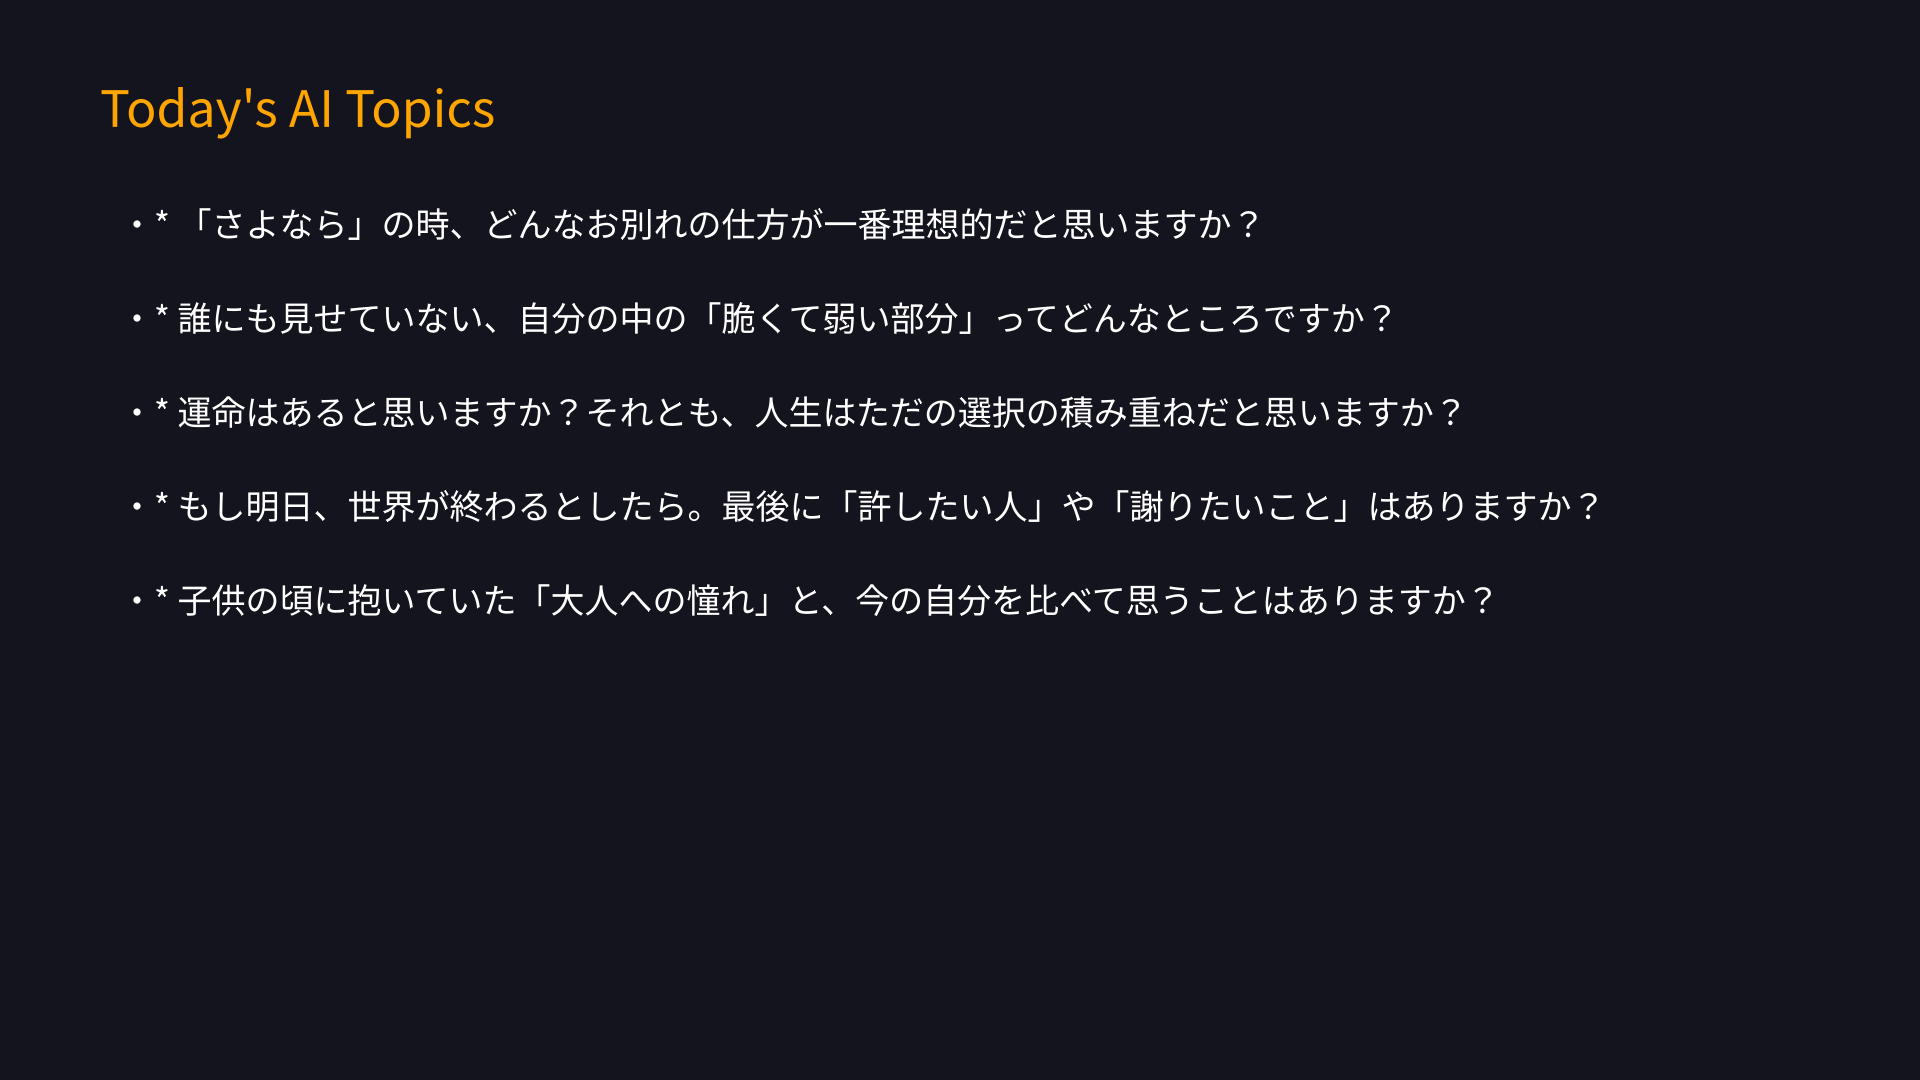 Today's AI Topics
・* 「さよなら」の時、どんなお別れの仕方が一番理想的だと思いますか？
・* 誰にも見せていない、自分の中の「脆くて弱い部分」ってどんなところですか？
・* 運命はあると思いますか？それとも、人生はただの選択の積み重ねだと思いますか？
・* もし明日、世界が終わるとしたら。最後に「許したい人」や「謝りたいこと」はありますか？
・* 子供の頃に抱いていた「大人への憧れ」と、今の自分を比べて思うことはありますか？